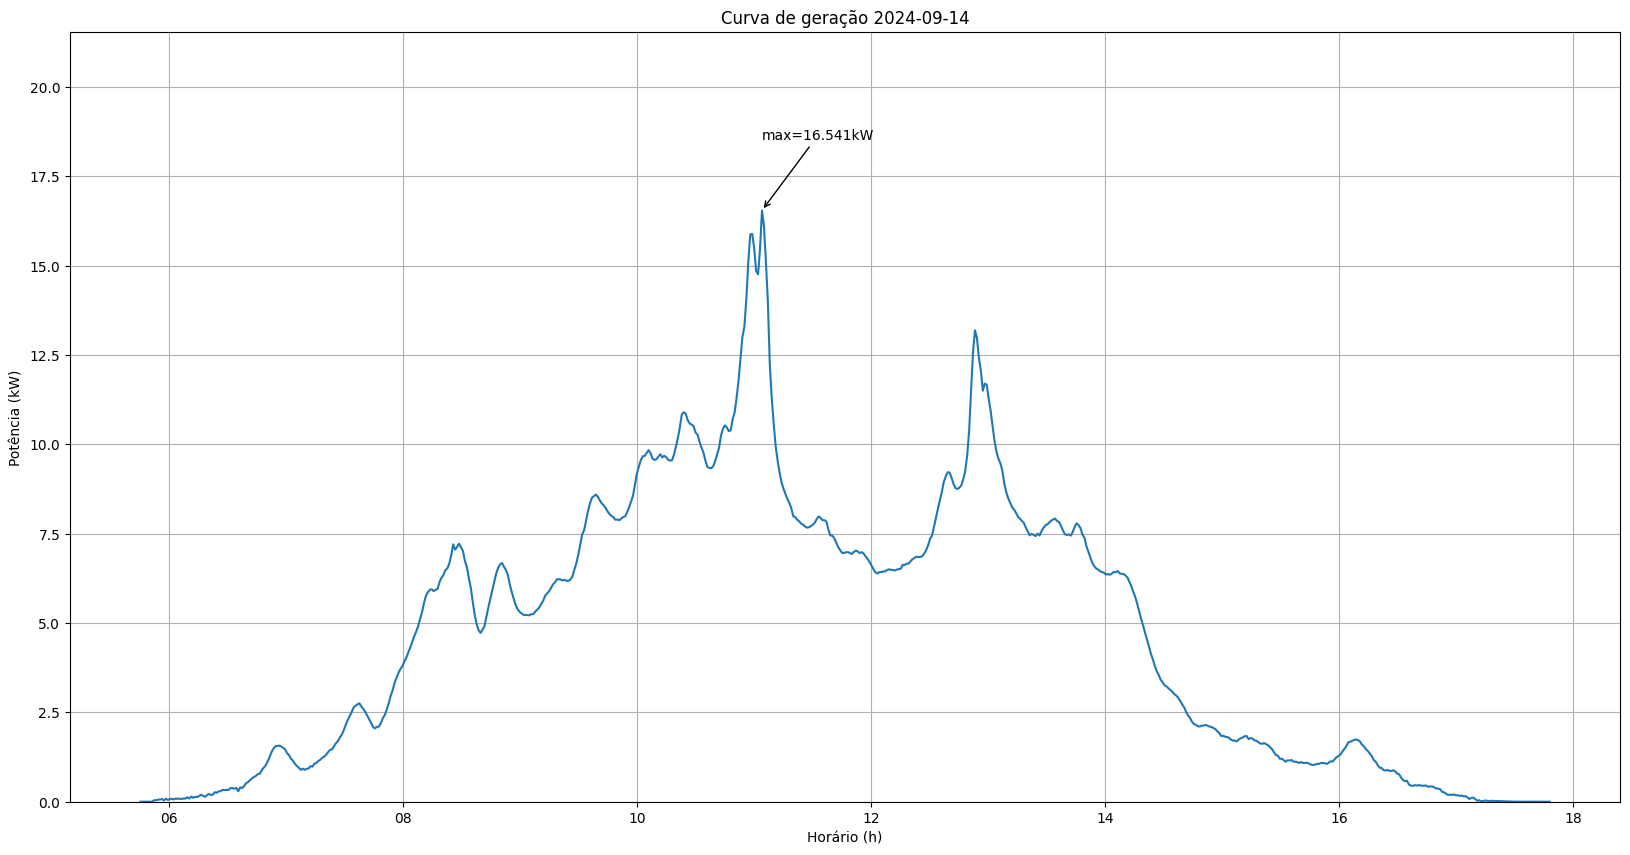 Curva de geração 2024-09-14
20.0
max=16.541kW
17.5
15.0
12.5
10.0
Potência (kW)
7.5
5.0
2.5
0.0
06 08 10 12 14 16 18
Horário (h)